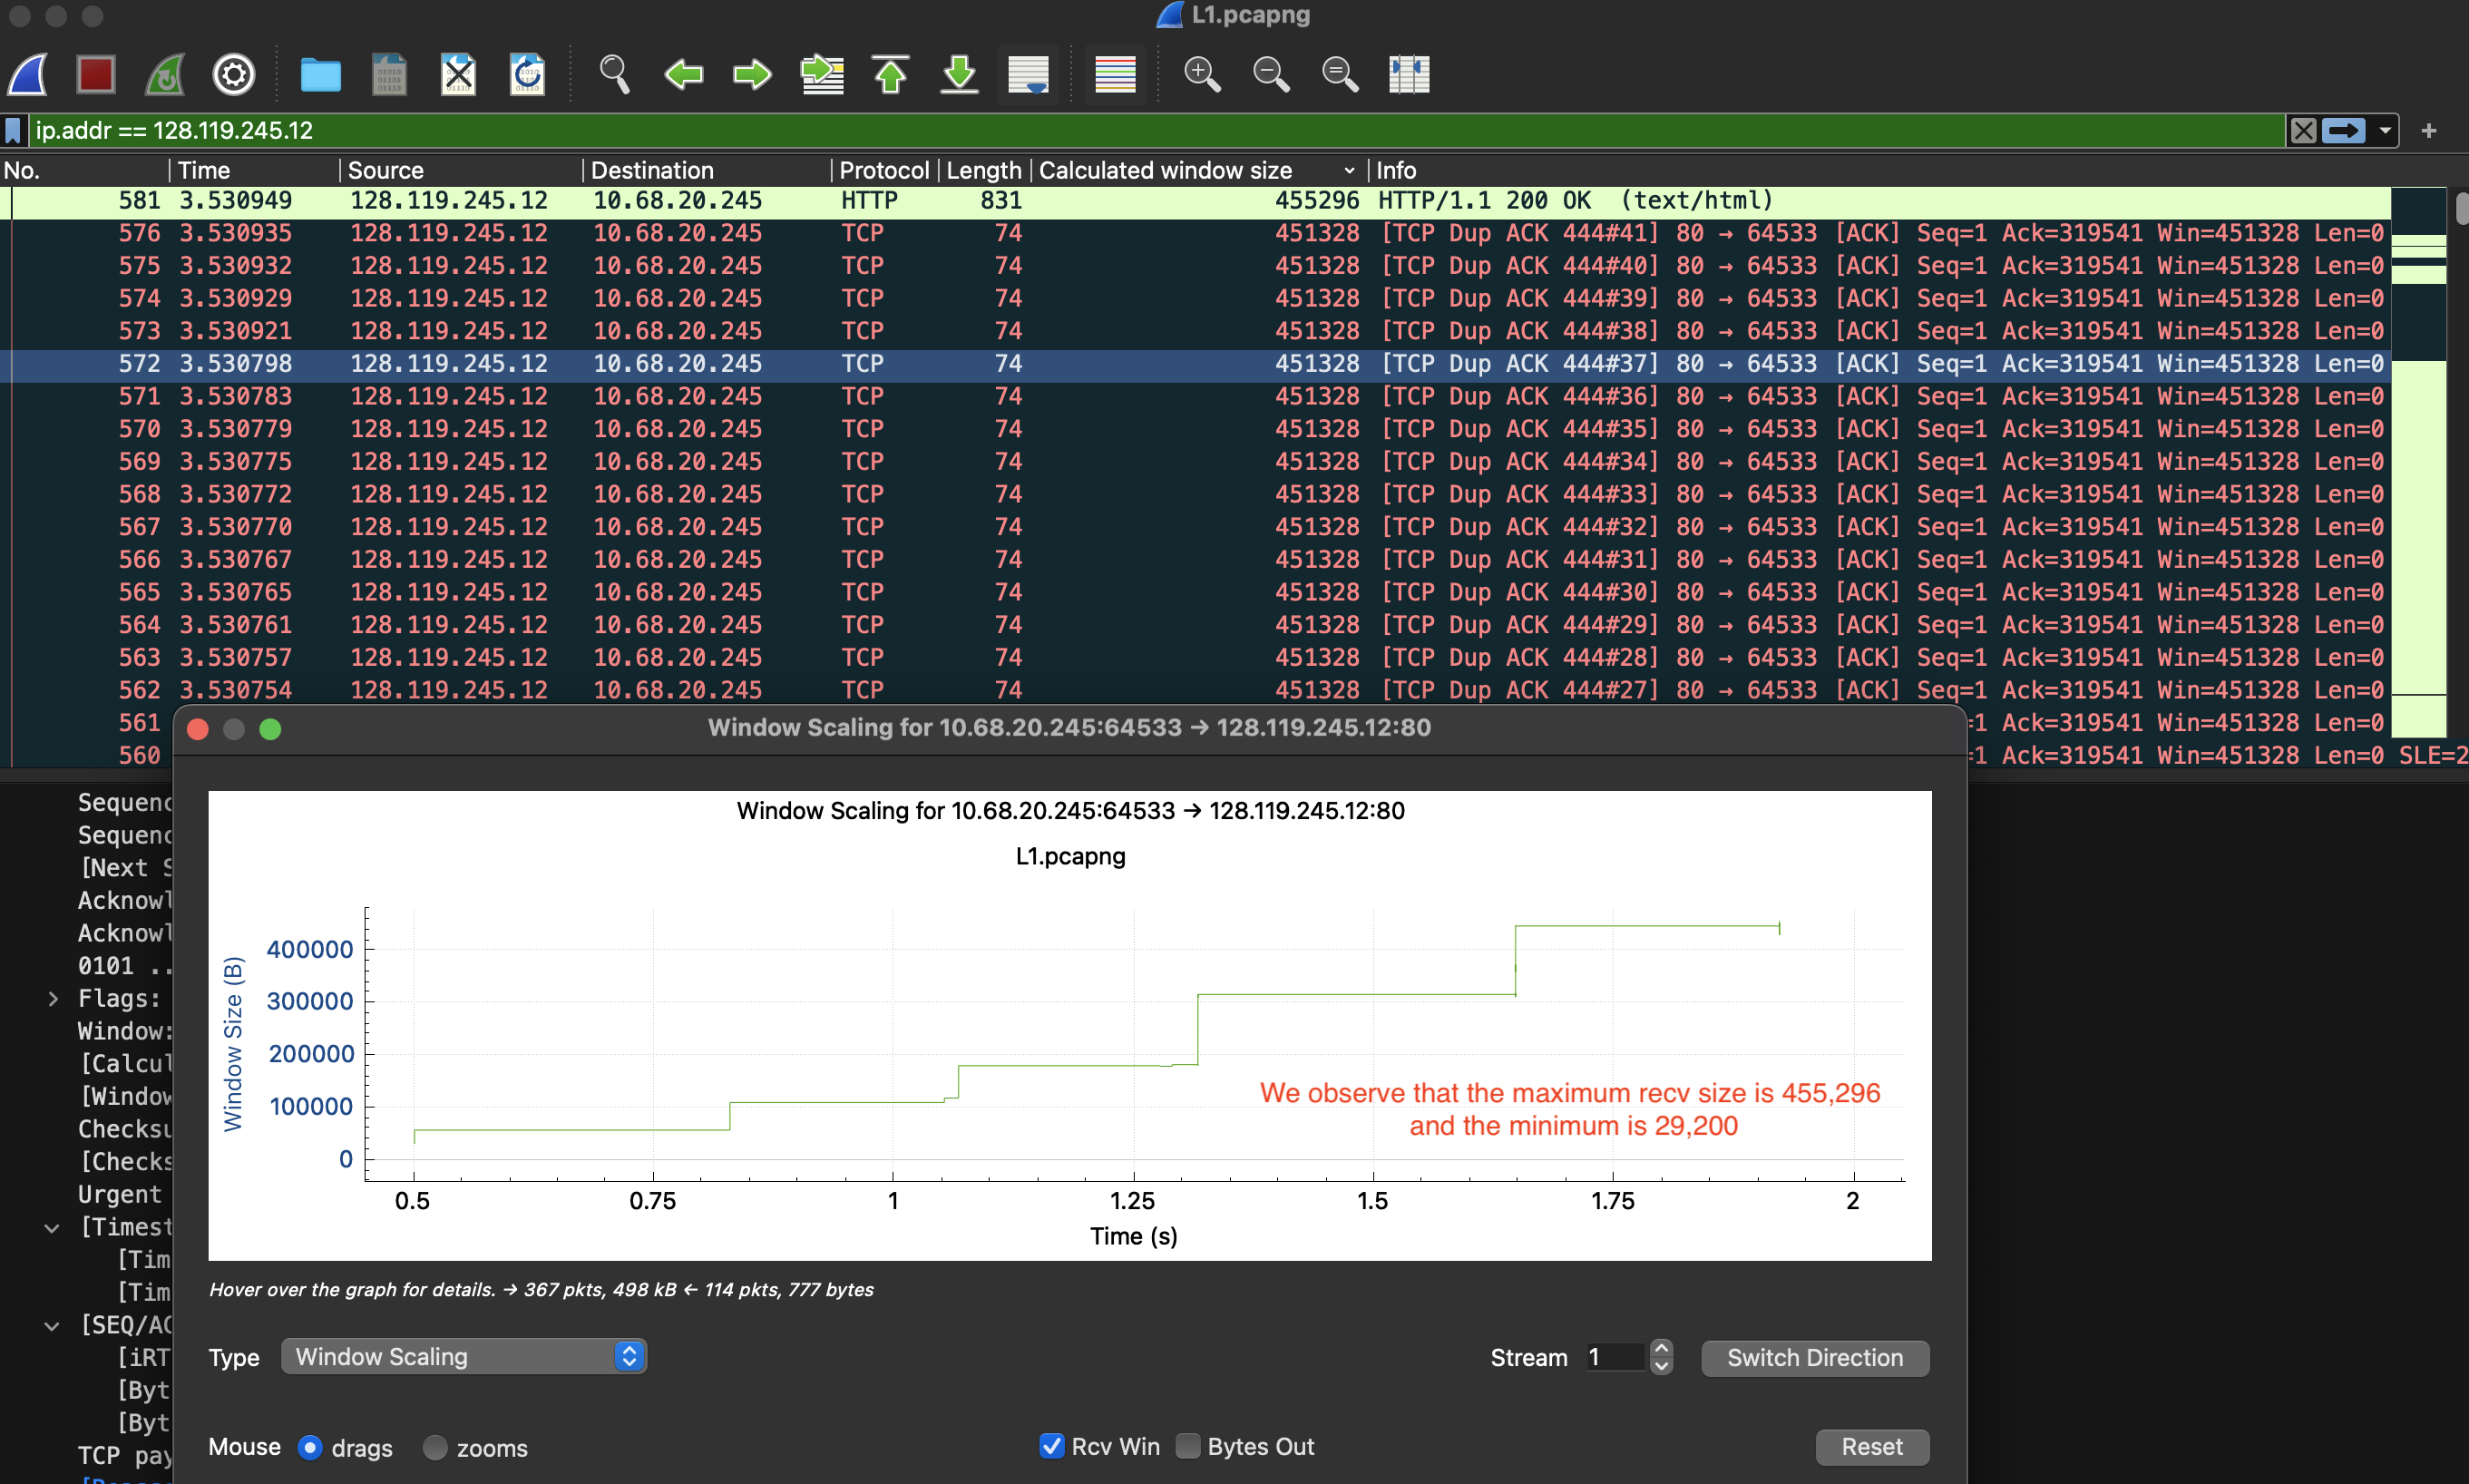 L1.pcapng
ip.addr == 128.119.245.12
No. Time Source Destination Protocol Length Calculated window size Info
581 3.530949 128.119.245.12 10.68.20.245 HTTP 831 455296 HTTP/1.1 200 OK (text/html)
576 3.530935 128.119.245.12 10.68.20.245 TCP 74 451328 [TCP Dup ACK 444#41] 80 → 64533 [ACK] Seq=1 Ack=319541 Win=451328 Len=0
575 3.530932 128.119.245.12 10.68.20.245 TCP 74 451328 [TCP Dup ACK 444#40] 80 → 64533 [ACK] Seq=1 Ack=319541 Win=451328 Len=0
574 3.530929 128.119.245.12 10.68.20.245 TCP 74 451328 [TCP Dup ACK 444#39] 80 → 64533 [ACK] Seq=1 Ack=319541 Win=451328 Len=0
573 3.530921 128.119.245.12 10.68.20.245 TCP 74 451328 [TCP Dup ACK 444#38] 80 → 64533 [ACK] Seq=1 Ack=319541 Win=451328 Len=0
572 3.530798 128.119.245.12 10.68.20.245 TCP 74 451328 [TCP Dup ACK 444#37] 80 → 64533 [ACK] Seq=1 Ack=319541 Win=451328 Len=0
571 3.530783 128.119.245.12 10.68.20.245 TCP 74 451328 [TCP Dup ACK 444#36] 80 → 64533 [ACK] Seq=1 Ack=319541 Win=451328 Len=0
570 3.530779 128.119.245.12 10.68.20.245 TCP 74 451328 [TCP Dup ACK 444#35] 80 → 64533 [ACK] Seq=1 Ack=319541 Win=451328 Len=0
569 3.530775 128.119.245.12 10.68.20.245 TCP 74 451328 [TCP Dup ACK 444#34] 80 → 64533 [ACK] Seq=1 Ack=319541 Win=451328 Len=0
568 3.530772 128.119.245.12 10.68.20.245 TCP 74 451328 [TCP Dup ACK 444#33] 80 → 64533 [ACK] Seq=1 Ack=319541 Win=451328 Len=0
567 3.530770 128.119.245.12 10.68.20.245 TCP 74 451328 [TCP Dup ACK 444#32] 80 → 64533 [ACK] Seq=1 Ack=319541 Win=451328 Len=0
566 3.530767 128.119.245.12 10.68.20.245 TCP 74 451328 [TCP Dup ACK 444#31] 80 → 64533 [ACK] Seq=1 Ack=319541 Win=451328 Len=0
565 3.530765 128.119.245.12 10.68.20.245 TCP 74 451328 [TCP Dup ACK 444#30] 80 → 64533 [ACK] Seq=1 Ack=319541 Win=451328 Len=0
564 3.530761 128.119.245.12 10.68.20.245 TCP 74 451328 [TCP Dup ACK 444#29] 80 → 64533 [ACK] Seq=1 Ack=319541 Win=451328 Len=0
563 3.530757 128.119.245.12 10.68.20.245 TCP 74 451328 [TCP Dup ACK 444#28] 80 → 64533 [ACK] Seq=1 Ack=319541 Win=451328 Len=0
562 3.530754 128.119.245.12 10.68.20.245 TCP 74 451328 [TCP Dup ACK 444#27] 80 → 64533 [ACK] Seq=1 Ack=319541 Win=451328 Len=0
561 =1 Ack=319541 Win=451328 Len=0
560 =1 Ack=319541 Win=451328 Len=0 SLE=2
Sequenc
Sequenc
[Next S
Acknowl
Acknowl
0101 ..
Flags:
Window:
[Calcul
[Window
Checksu
[Checks
Urgent
[Timest
[Tim
[Tim
[SEQ/AC
[iRT
[Byt
[Byt
TCP pay
Window Scaling for 10.68.20.245:64533 → 128.119.245.12:80
Window Scaling for 10.68.20.245:64533 → 128.119.245.12:80
L1.pcapng
Window Size (B)
400000
300000
200000
100000
0
We observe that the maximum recv size is 455,296
and the minimum is 29,200
0.5 0.75 1 1.25 1.5 1.75 2
Time (s)
Hover over the graph for details. → 367 pkts, 498 kB ← 114 pkts, 777 bytes
Type Window Scaling Stream 1 Switch Direction
Mouse drags zooms Rcv Win Bytes Out Reset